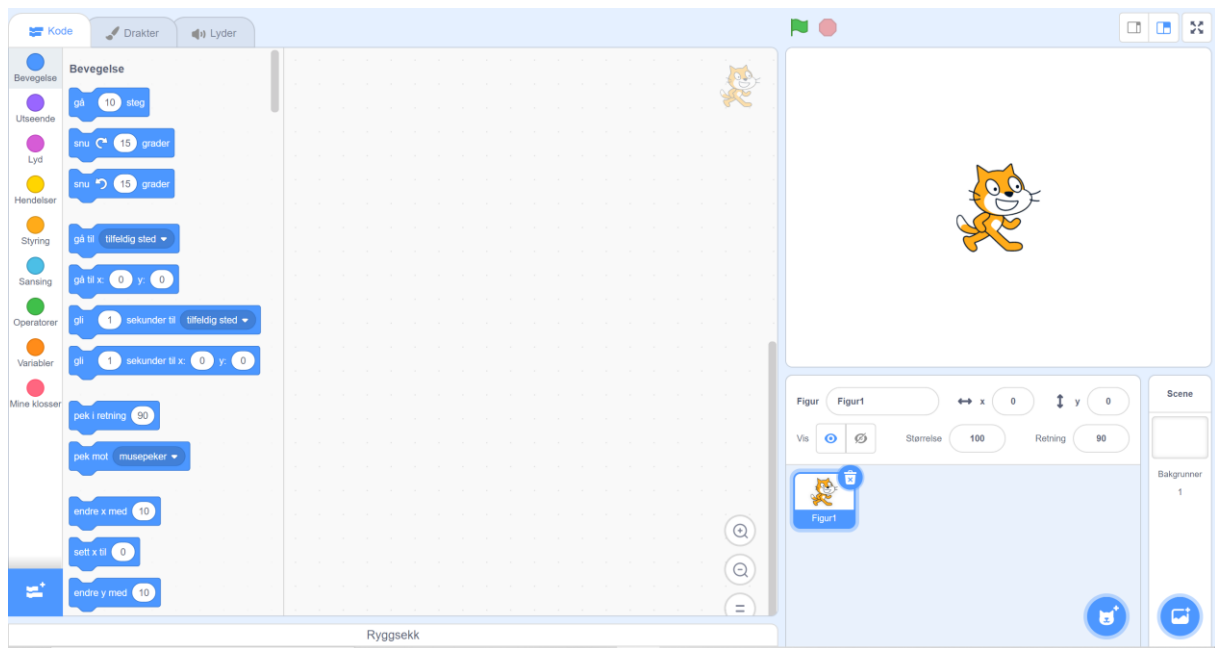 Kode
Drakter
Lyder
Bevegelse
Utseende
Lyd
Hendelser
Styring
Sansing
Operatorer
Variabler
Mine klosser
Bevegelse
gå 10 steg
snu 15 grader
snu 15 grader
gå til tilfeldig sted
gå til x: 0 y: 0
gli 1 sekunder til tilfeldig sted
gli 1 sekunder til x: 0 y: 0
pek i retning 90
pek mot musepeker
endre x med 10
sett x til 0
endre y med 10
Ryggsekk
Figur Figur1 x 0 y 0
Vis Størrelse 100 Retning 90
Figur1
Scene
Bakgrunner
1